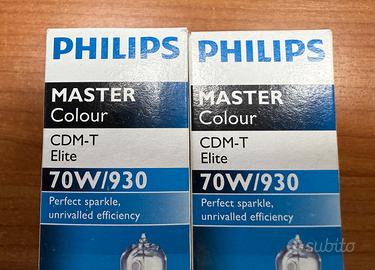 PHILIPS
MASTER
Colour
CDM-T
Elite
70W/930
Perfect sparkle,
unrivalled efficiency
PHILIPS
MASTER
Colour
CDM-T
Elite
70W/930
Perfect sparkle,
unrivalled efficiency
subito